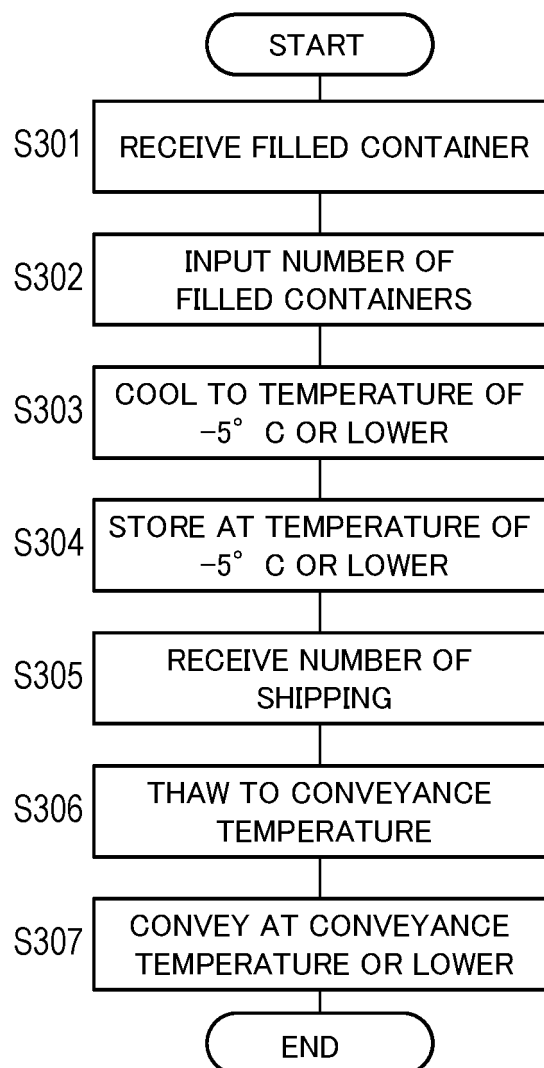 START
S301
RECEIVE FILLED CONTAINER
S302
INPUT NUMBER OF
FILLED CONTAINERS
S303
COOL TO TEMPERATURE OF
-5° C OR LOWER
S304
STORE AT TEMPERATURE OF
-5° C OR LOWER
S305
RECEIVE NUMBER OF
SHIPPING
S306
THAW TO CONVEYANCE
TEMPERATURE
S307
CONVEY AT CONVEYANCE
TEMPERATURE OR LOWER
END